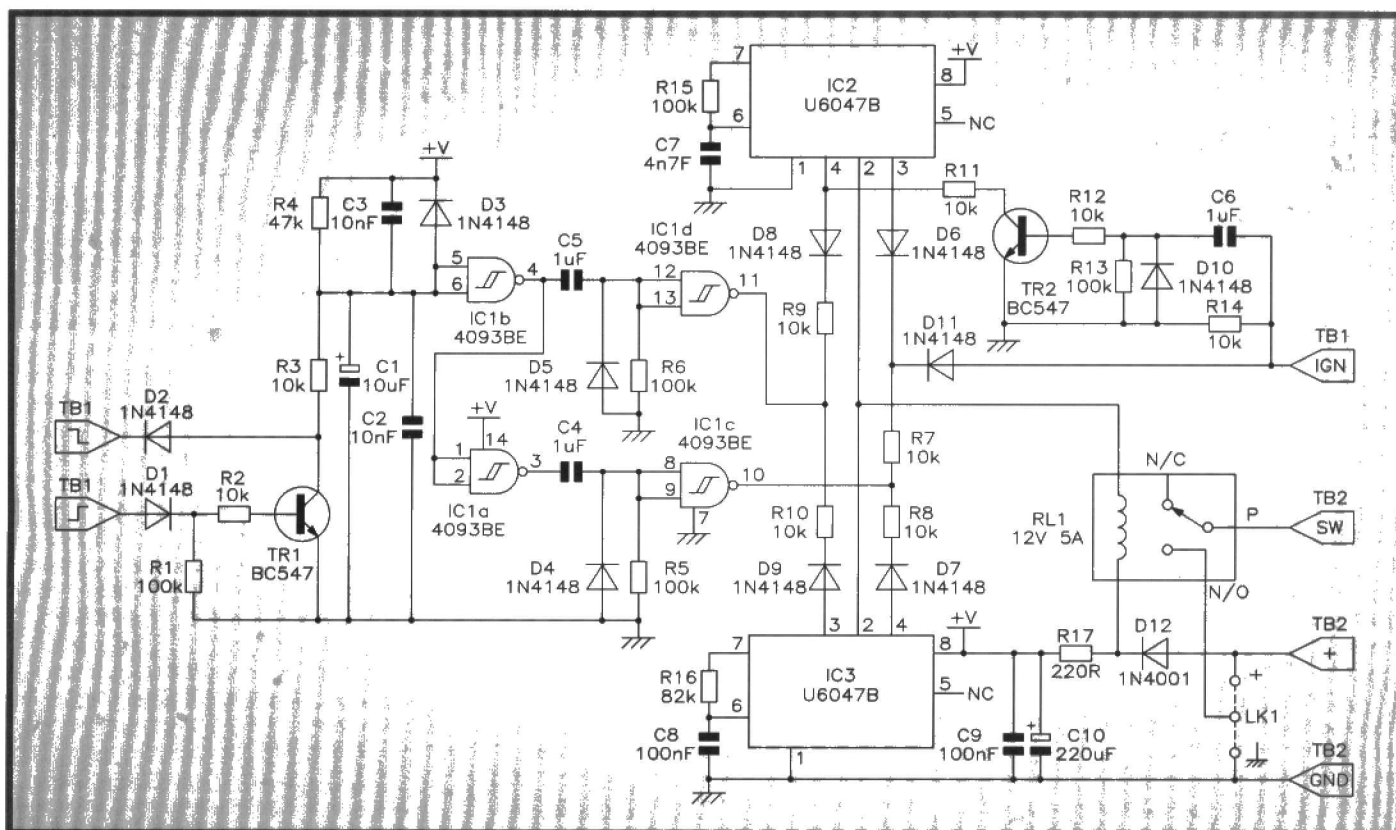 7
+V
IC2
U6047B
8
R15
100k
5
NC
6
C7
4n7F
1
4
2
3
R11
10k
R12
10k
C6
1uF
+V
R4
47k
C3
10nF
D3
1N4148
C5
1uF
IC1d
4093BE
D8
1N4148
D6
1N4148
R13
100k
D10
1N4148
TR2
BC547
R14
10k
5
6
4
12
13
11
IC1b
4093BE
R9
10k
D11
1N4148
TB1
IGN
R3
10k
+
C1
10uF
D5
1N4148
R6
100k
D2
1N4148
TB1
C2
10nF
+V
14
1
2
3
C4
1uF
IC1c
4093BE
8
9
10
7
R7
10k
N/C
D1
1N4148
TB1
R2
10k
IC1a
4093BE
R10
10k
R8
10k
RL1
12V 5A
P
TB2
SW
TR1
BC547
R1
100k
D4
1N4148
R5
100k
D9
1N4148
D7
1N4148
N/O
3
2
4
+V
7
8
R17
220R
D12
1N4001
TB2
+
R16
82k
IC3
U6047B
5
NC
+
6
LK1
C8
100nF
1
C9
100nF
+
C10
220uF
TB2
GND